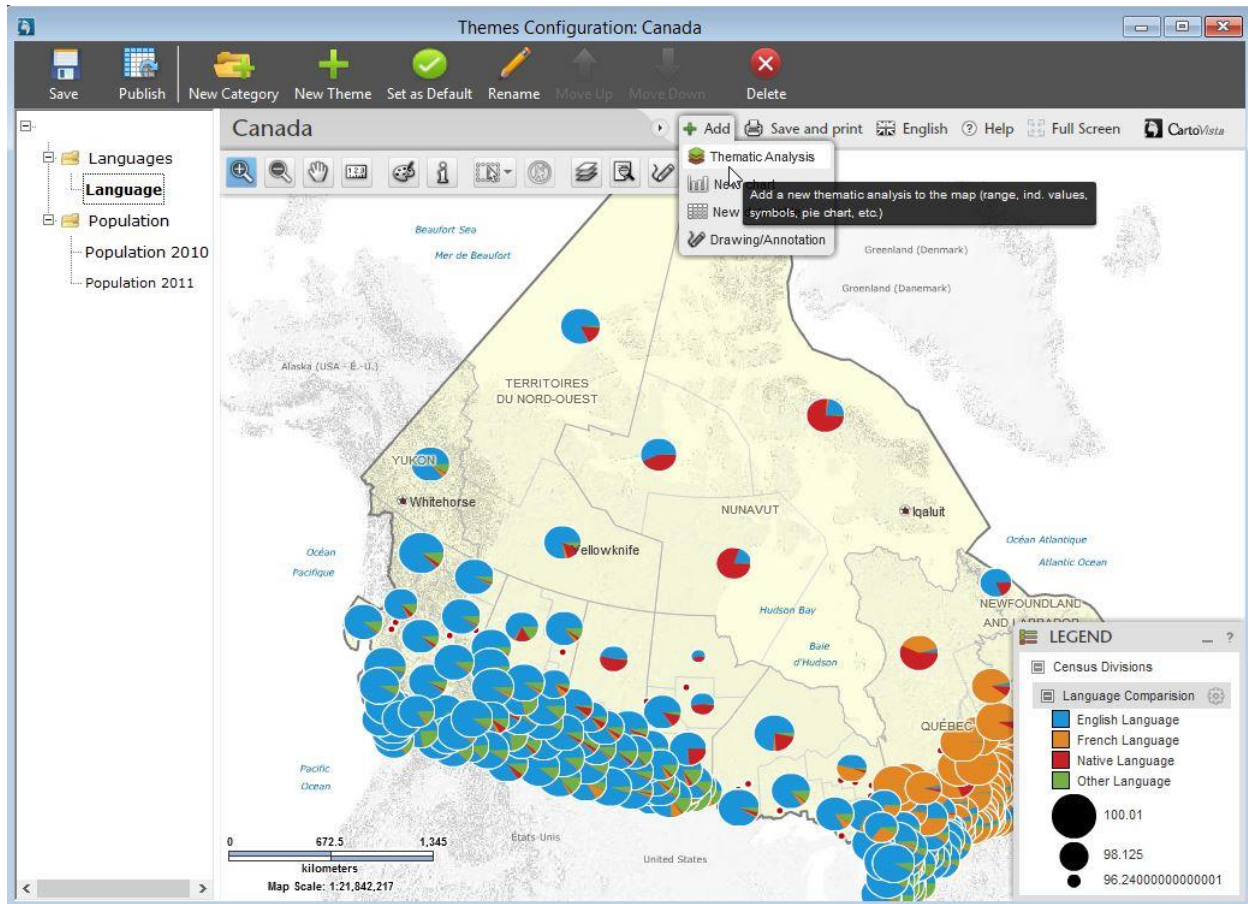 Themes Configuration: Canada
Save
Publish
New Category
New Theme
Set as Default
Rename
Move Up
Move Down
Delete
Languages
Language
Population
Population 2010
Population 2011
Canada
Add
Save and print
English
Help
Full Screen
CartoVista
Thematic Analysis
New chart
New
Drawing/Annotation
Add a new thematic analysis to the map (range, ind. values,
symbols, pie chart, etc.)
Beaufort Sea
Mer de Beaufort
Greenland (Denmark)
Groenland (Danemark)
Alaska (USA - É.-U.)
TERRITOIRES
DU NORD-OUEST
YUKON
Whitehorse
NUNAVUT
Iqaluit
Océan
Pacifique
ellowknife
Océan Atlantique
Atlantic Ocean
Hudson Bay
Baie
d'Hudson
NEWFOUNDLAND
AND LABRADOR
QUÉBEC
Pacific
Ocean
États-Unis
United States
0 672.5 1,345
kilometers
Map Scale: 1:21,842,217
LEGEND
Census Divisions
Language Comparision
English Language
French Language
Native Language
Other Language
100.01
98.125
96.24000000000001